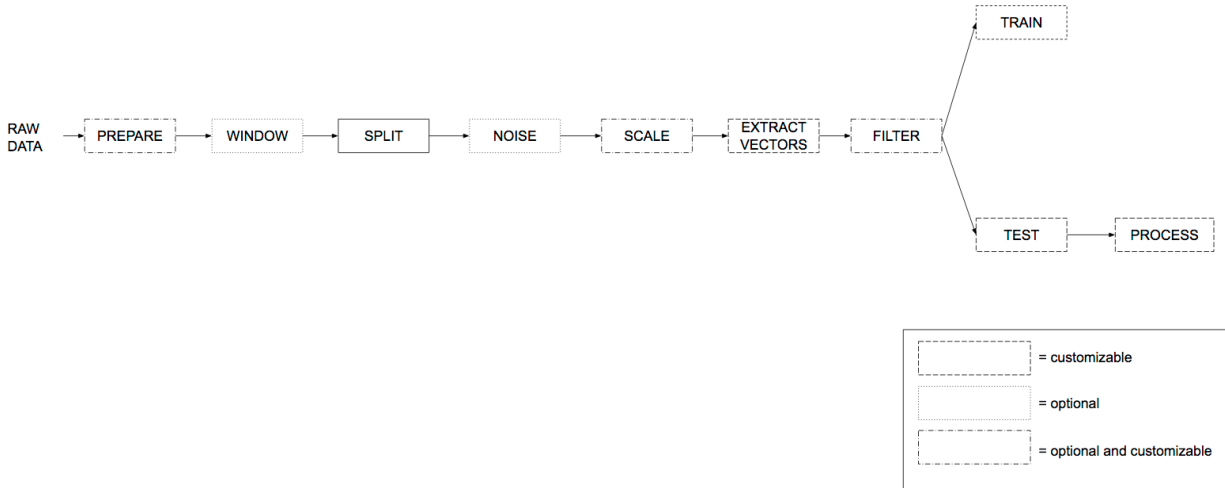 TRAIN
RAW
DATA
PREPARE
WINDOW
SPLIT
NOISE
SCALE
EXTRACT
VECTORS
FILTER
TEST
PROCESS
= customizable
= optional
= optional and customizable